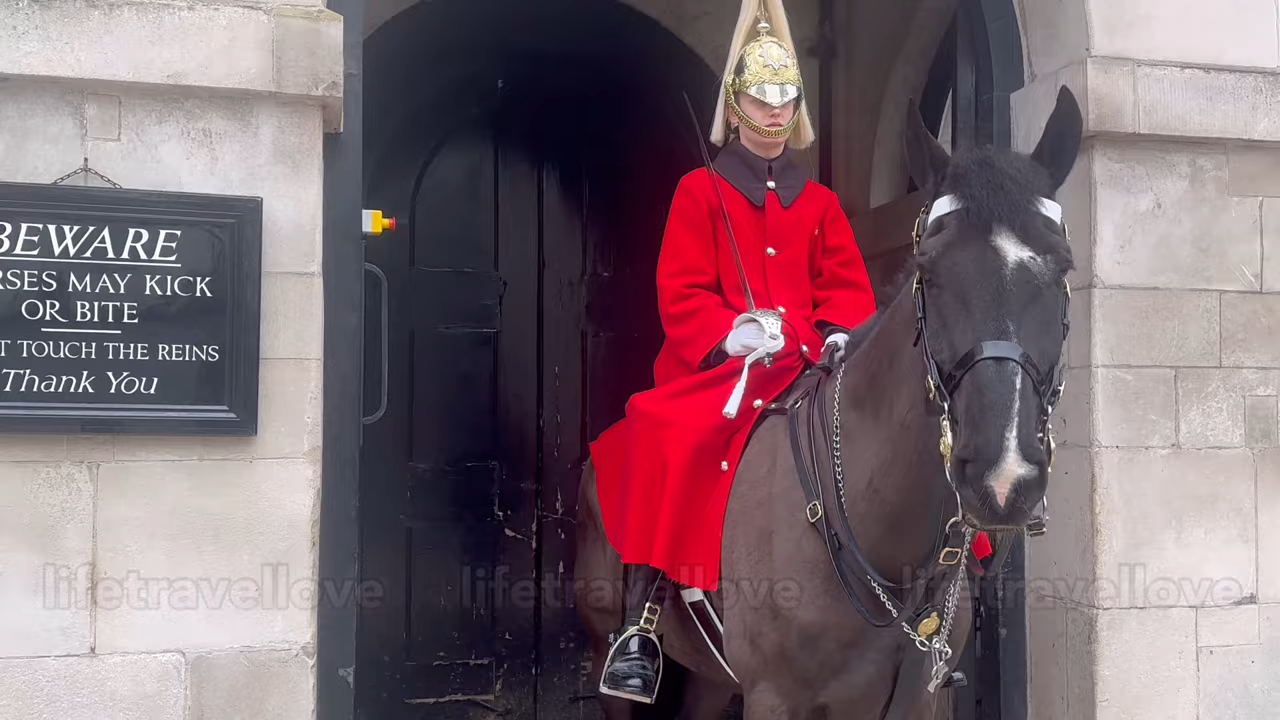 BEWARE
RSES MAY KICK
OR BITE
T TOUCH THE REINS
Thank You
lifetravellove lifetravellove lifetravellove